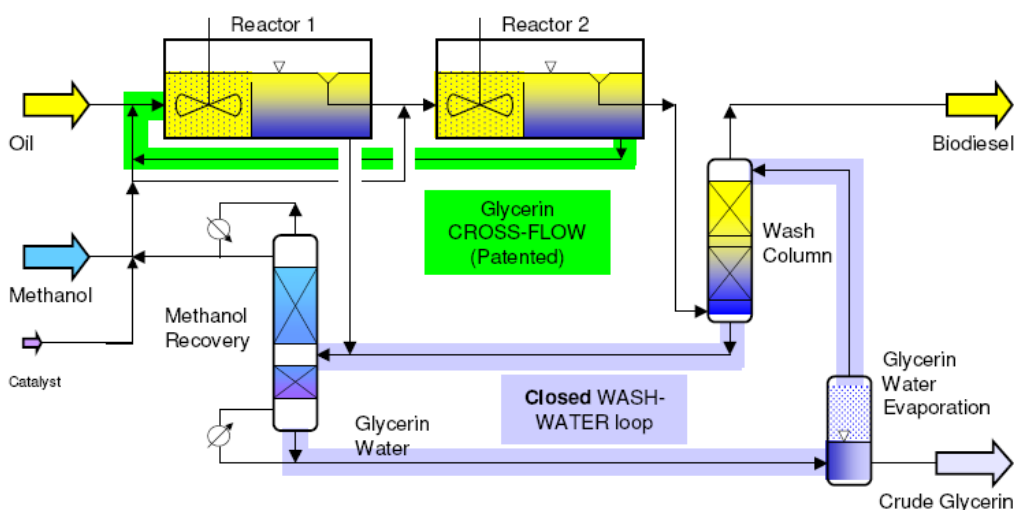 Reactor 1
Reactor 2
Oil
Biodiesel
Glycerin
CROSS-FLOW
(Patented)
Wash
Column
Methanol
Methanol
Recovery
Catalyst
Closed WASH-
WATER loop
Glycerin
Water
Evaporation
Glycerin
Water
Crude Glycerin